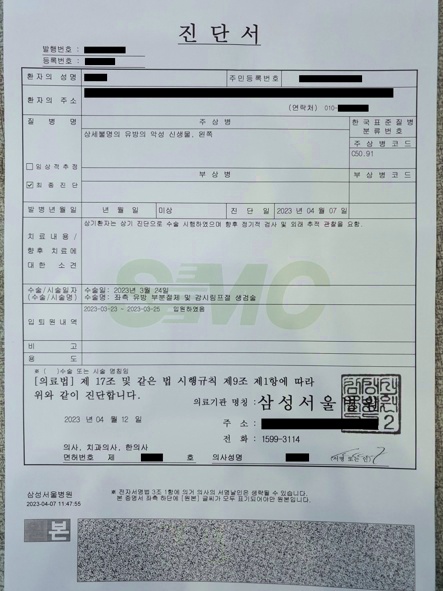 진 단 서
발행번호 :
등록번호 :
환자의 성명
주민등록번호
환자의 주소
(연락처) 010-
질 병 명
주 상 병
한국표준질병
분류번호
상세불명의 유방의 악성 신생물, 왼쪽
주 상 병 코 드
C50.91
□ 임상적추정
부 상 병
부 상 병 코 드
☑ 최 종 진 단
발병년월일
년 월 일
미상
진 단 일
2023 년 04 월 07 일
치료내용/
향후 치료에
대한 소견
상기환자는 상기 진단으로 수술 시행하였으며 향후 정기적 검사 및 외래 추적 관찰을 요함.
SMC
수술/시술일자
(수술/시술명)
수술일: 2023년 3월 24일
수술명: 좌측 유방 부분절제 및 감시림프절 생검술
입퇴원내역
2023-03-23 ~ 2023-03-25 입원하였음
비 고
용 도
※ ( )수술 또는 시술 명칭임
[의료법] 제 17조 및 같은 법 시행규칙 제9조 제1항에 따라
위와 같이 진단합니다.
의료기관 명칭 : 삼성서울병원
2023 년 04 월 12 일
주 소 :
전 화 : 1599-3114
의사, 치과의사, 한의사
면허번호 제 호 의사성명
삼성서울병원
2023-04-07 11:47:55
※ 전자서명법 3조 1항에 의거 의사의 서명날인은 생략될 수 있습니다.
본 증명서 좌측 하단에 [원본] 글씨가 모두 표기되어야만 원본입니다.
본